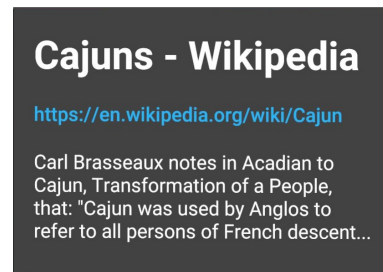 Cajuns - Wikipedia
https://en.wikipedia.org/wiki/Cajun
Carl Brasseaux notes in Acadian to
Cajun, Transformation of a People,
that: "Cajun was used by Anglos to
refer to all persons of French descent...